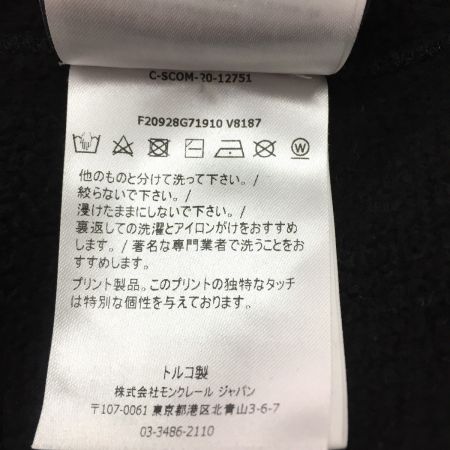 C-SCOM-20-12751
F20928G71910 V8187
W
他のものと分けて洗って下さい。/
絞らないで下さい。/
浸けたままにしないで下さい。/
裏返しての洗濯とアイロンがけをおすすめ
します。/ 著名な専門業者で洗うことをお
すすめします。
プリント製品。このプリントの独特なタッチ
は特別な個性を与えております。
トルコ製
株式会社モンクレール ジャパン
〒107-0061 東京都港区北青山3-6-7
03-3486-2110